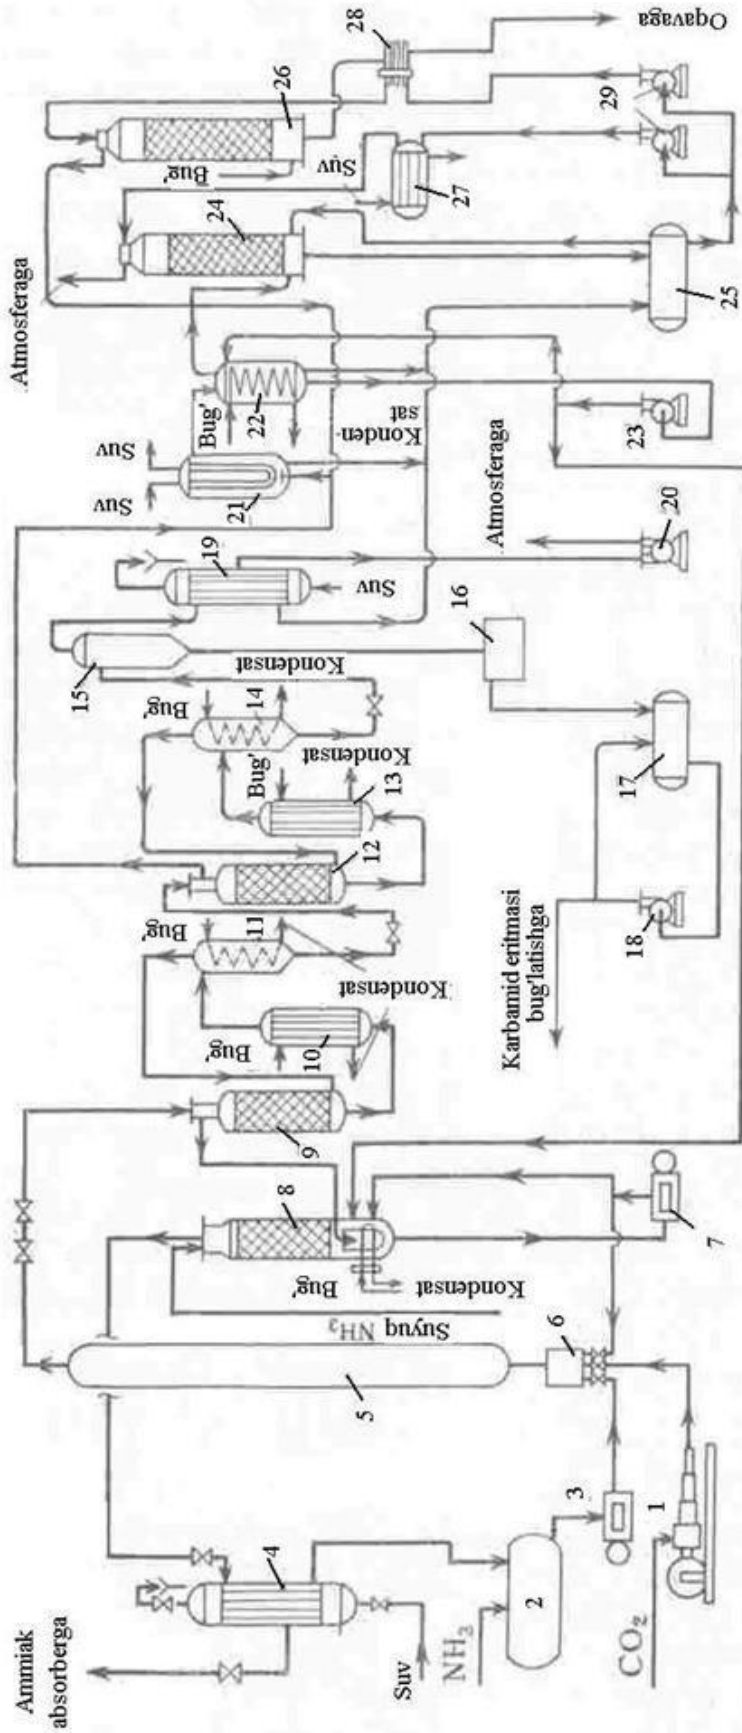 Ammiak
absorberga
Atmosferaga
Oqavaga
28
26
Bug'
Suv
24
27
29
25
Suv
Suv
Bug'
22
21
Konden-
sat
23
19
Suv
Atmosferaga
20
15
Kondensat
16
Bug'
14
Bug'
Kondensat
13
12
17
Bug'
11
Kondensat
Bug'
10
18
Karbamid eritmasi
bug'latishga
9
8
Bug'
Kondensat
7
Suyuq NH₃
5
6
4
Suv
NH₃
2
3
CO₂
1